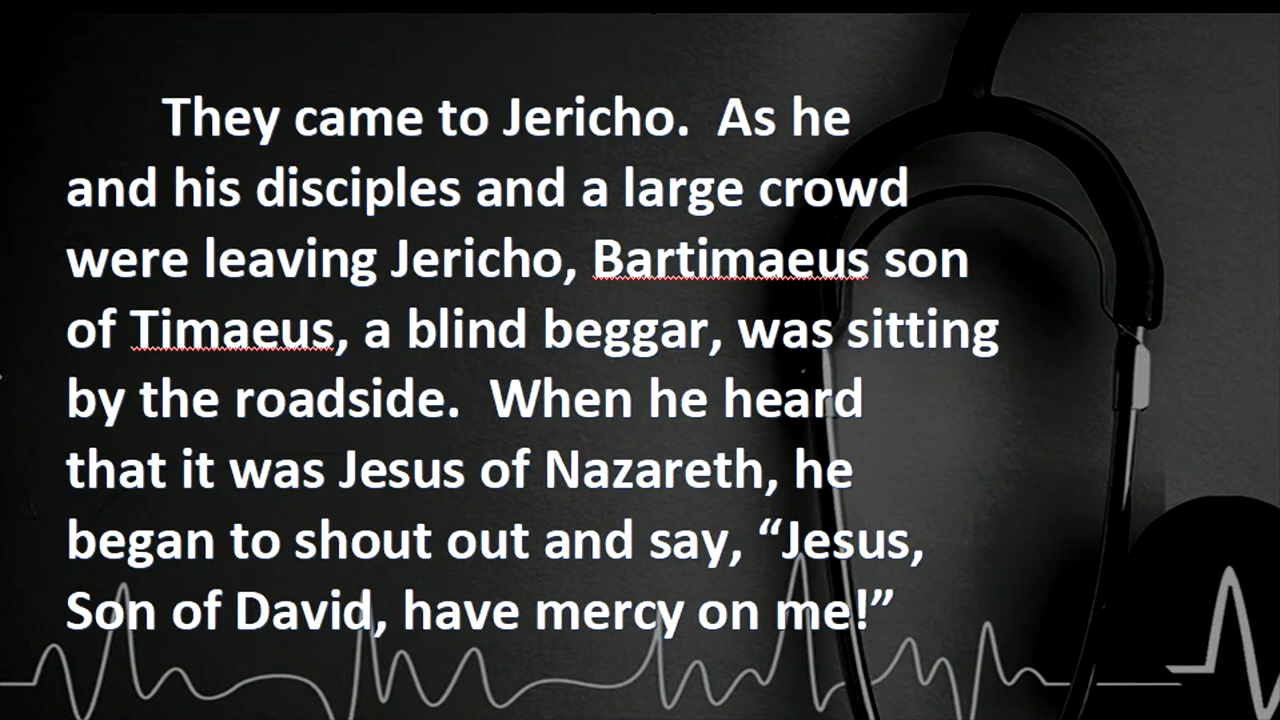 They came to Jericho.  As he
and his disciples and a large crowd
were leaving Jericho, Bartimaeus son
of Timaeus, a blind beggar, was sitting
by the roadside.  When he heard
that it was Jesus of Nazareth, he
began to shout out and say, “Jesus,
Son of David, have mercy on me!”